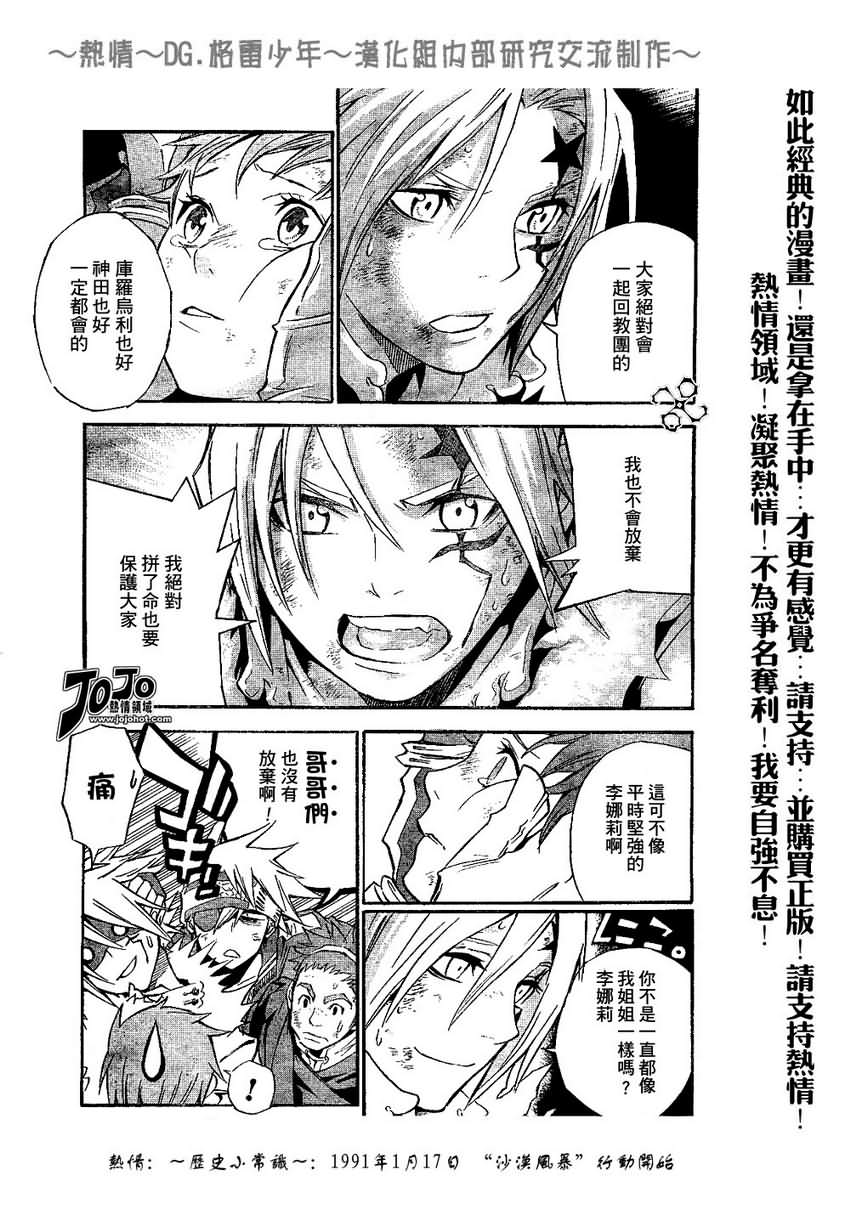 ～熱情～DG.格雷少年～漢化組内部研究交流制作～
如此經典的漫畫！還是拿在手中…才更有感覺…請支持…並購買正版！請支持熱情！
熱情領域！凝聚熱情！不為爭名奪利！我要自強不息！
大家絕對會
一起回教團的
庫羅烏利也好
神田也好
一定都會的
我也不會放棄
我絕對
拼了命也要
保護大家
JOJO
熱情領域
www.jojohot.com
這可不像
平時堅強的
李娜莉啊
你不是一直都像
我姐姐一樣嗎？
李娜莉
にこ。
哥哥們
也沒有
放棄啊！
ゴキッ
痛
！
熱情：～歷史小常識～：1991年1月17日 “沙漠風暴”行動開始